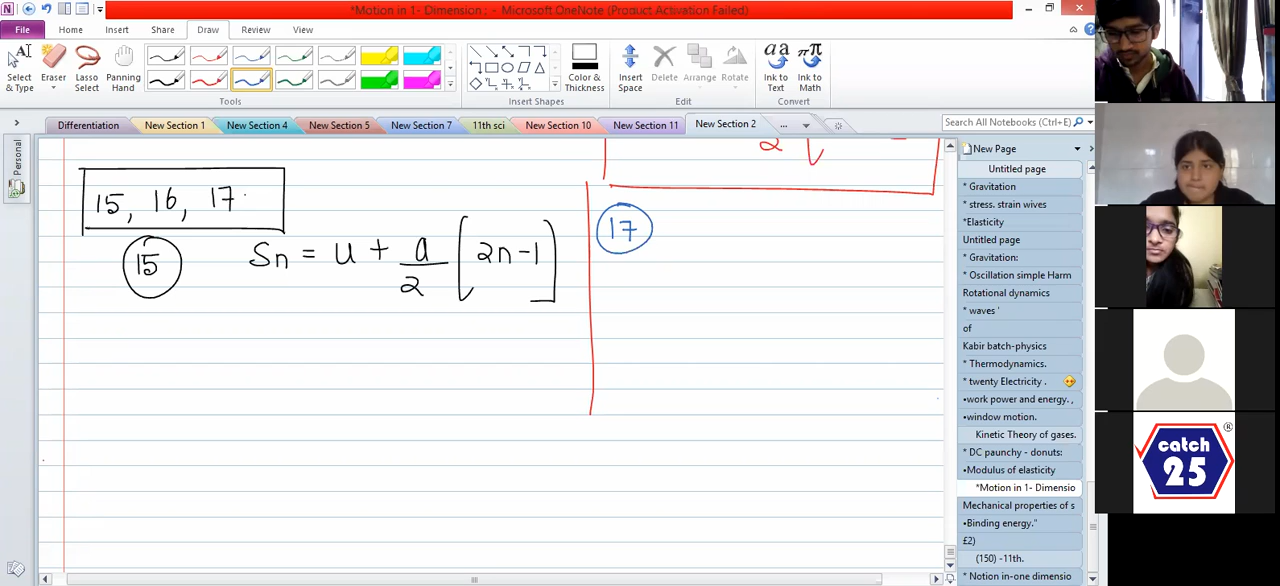 *Motion in 1- Dimension : - Microsoft OneNote (Product Activation Failed)
File Home Insert Share Draw Review View
Select & Type
Eraser
Lasso Select
Panning Hand
Color & Thickness
Insert Space
Delete
Arrange
Rotate
Ink to Text
Ink to Math
Tools
Insert Shapes
Edit
Convert
Differentiation New Section 1 New Section 4 New Section 5 New Section 7 11th sci New Section 10 New Section 11 New Section 2 ...
Search All Notebooks (Ctrl+E)
Personal
15, 16, 17
15 Sn = u + a/2 [2n-1]
2
17
New Page
Untitled page
* Gravitation
* stress. strain wives
*Elasticity
Untitled page
* Gravitation:
* Oscillation simple Harm
Rotational dynamics
* waves '
of
Kabir batch-physics
* Thermodynamics.
* twenty Electricity .
•work power and energy. ,
•window motion.
Kinetic Theory of gases.
* DC paunchy - donuts:
•Modulus of elasticity
*Motion in 1- Dimensio
Mechanical properties of s
•Binding energy."
£2)
(150) -11th.
* Notion in-one dimensio
catch
25
®